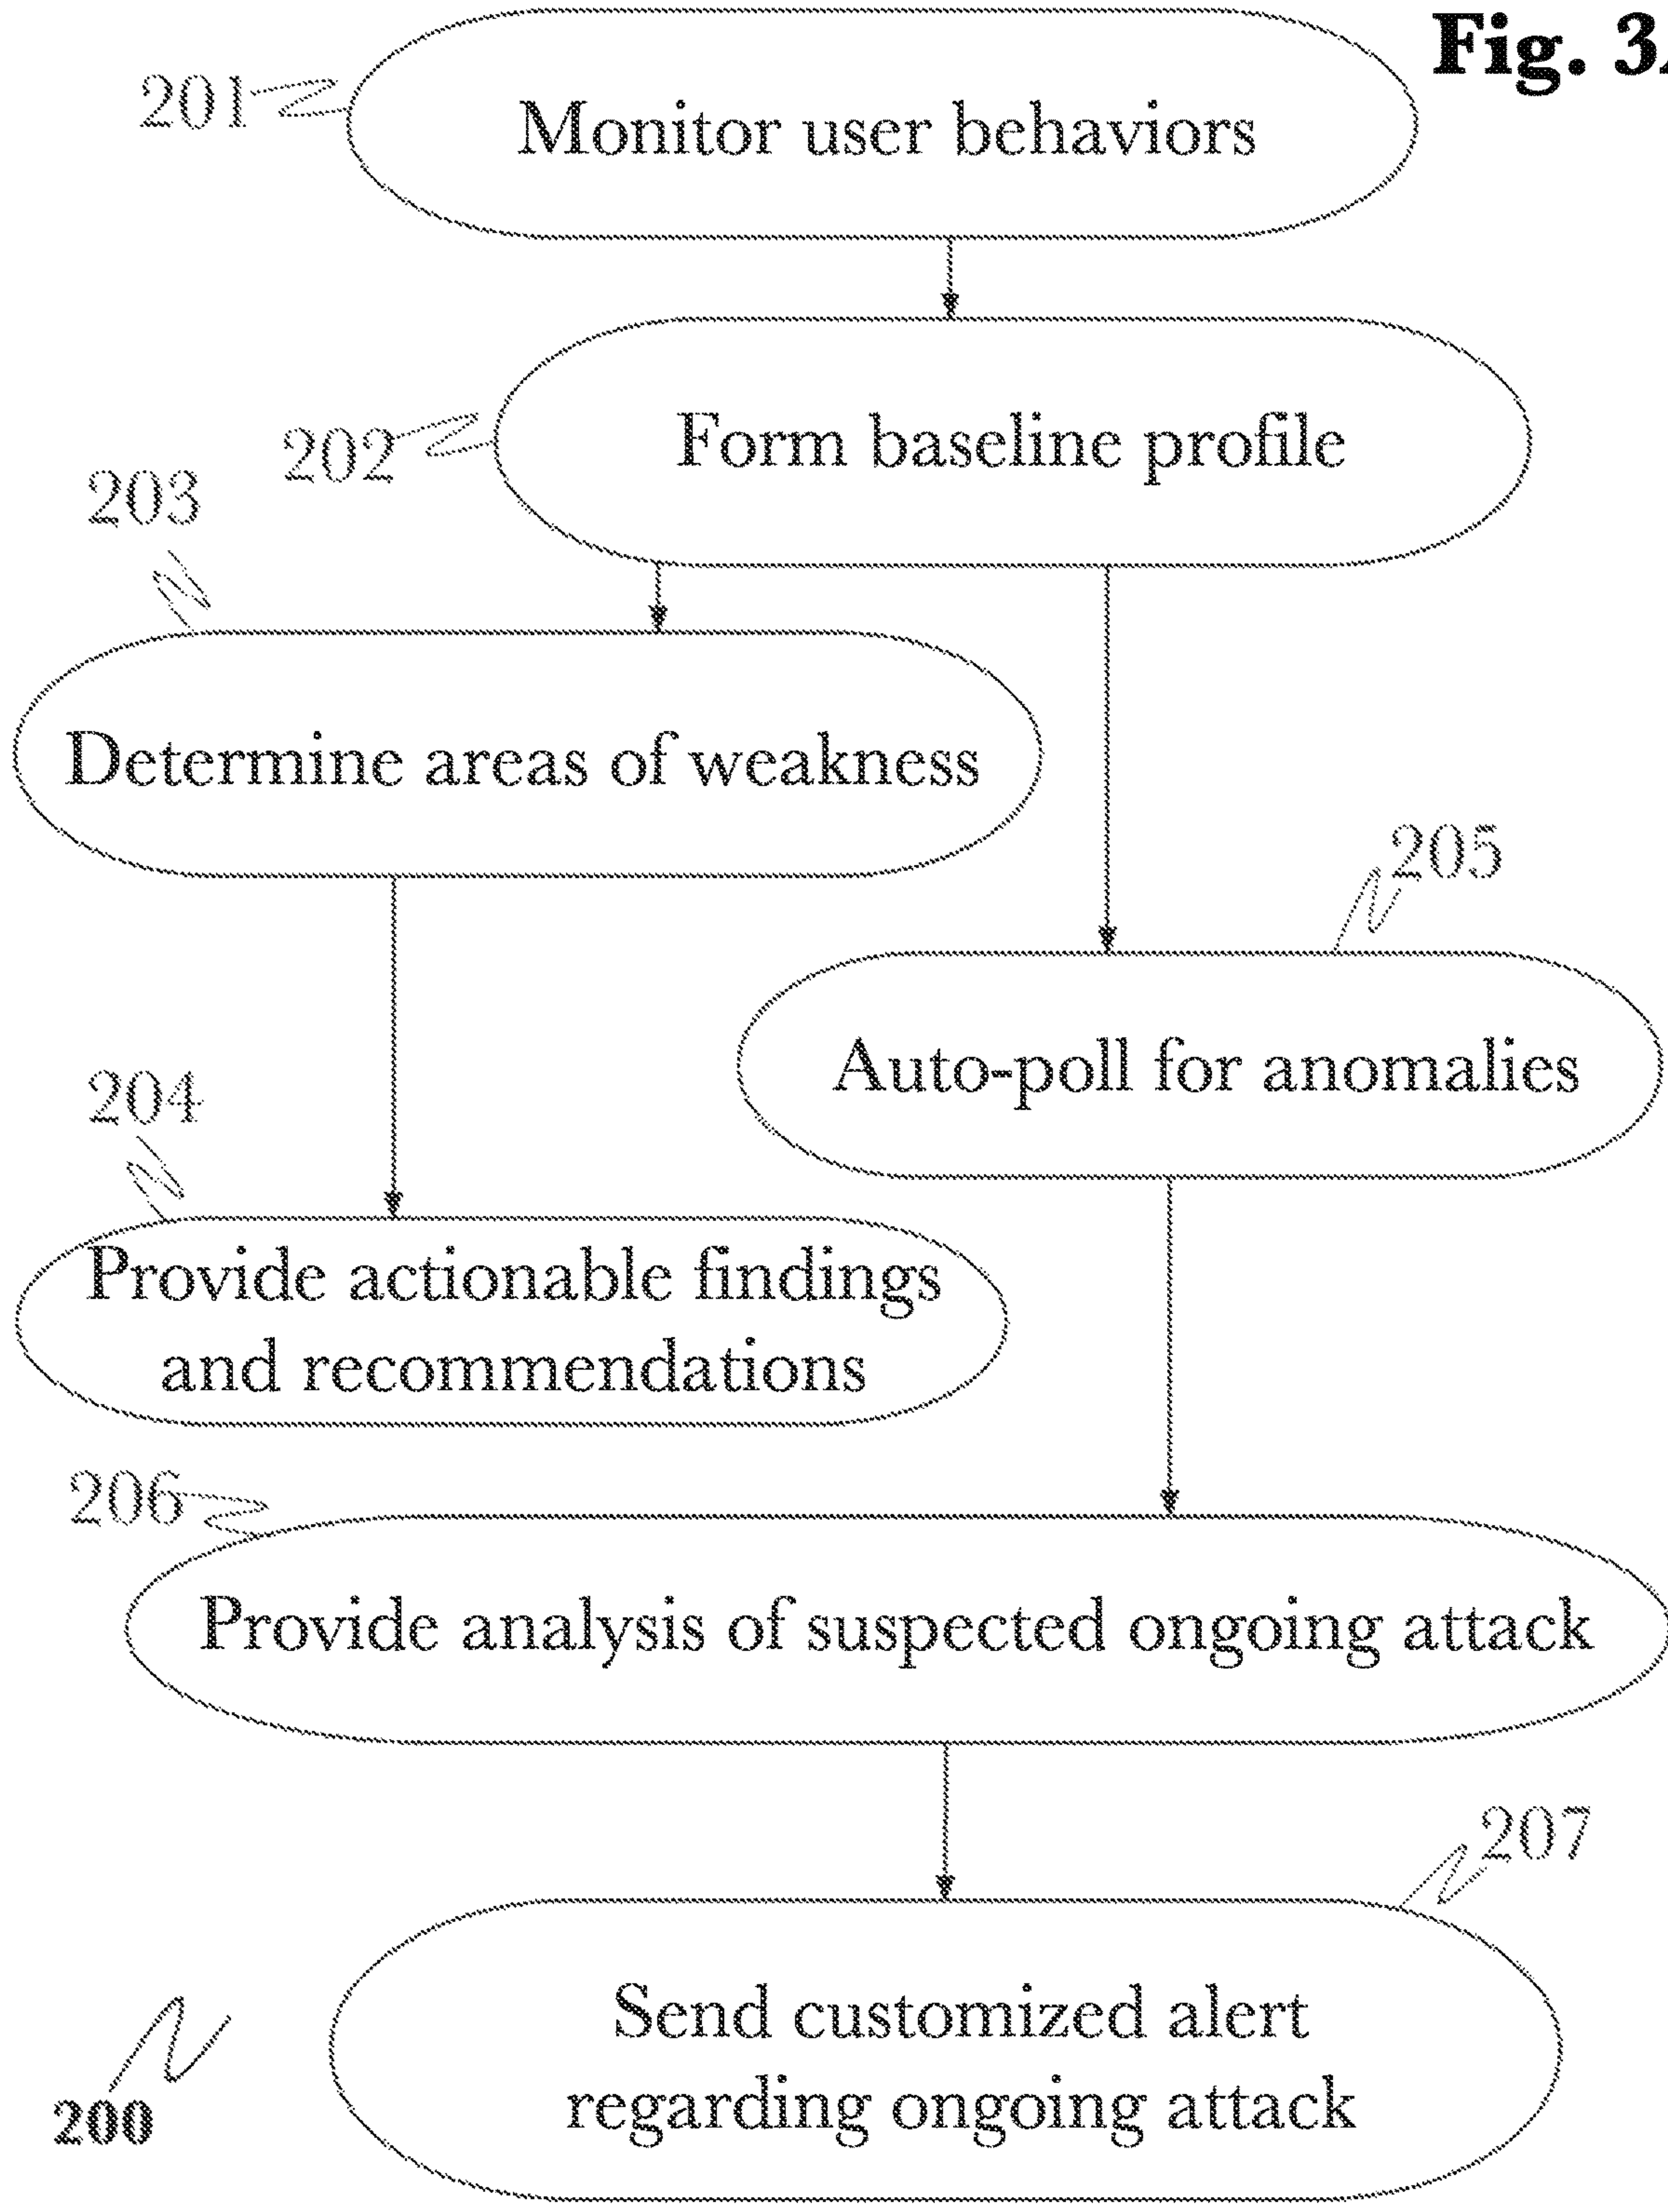 Fig. 3
201
Monitor user behaviors
202
Form baseline profile
203
Determine areas of weakness
205
Auto-poll for anomalies
204
Provide actionable findings
and recommendations
206
Provide analysis of suspected ongoing attack
207
Send customized alert
regarding ongoing attack
200